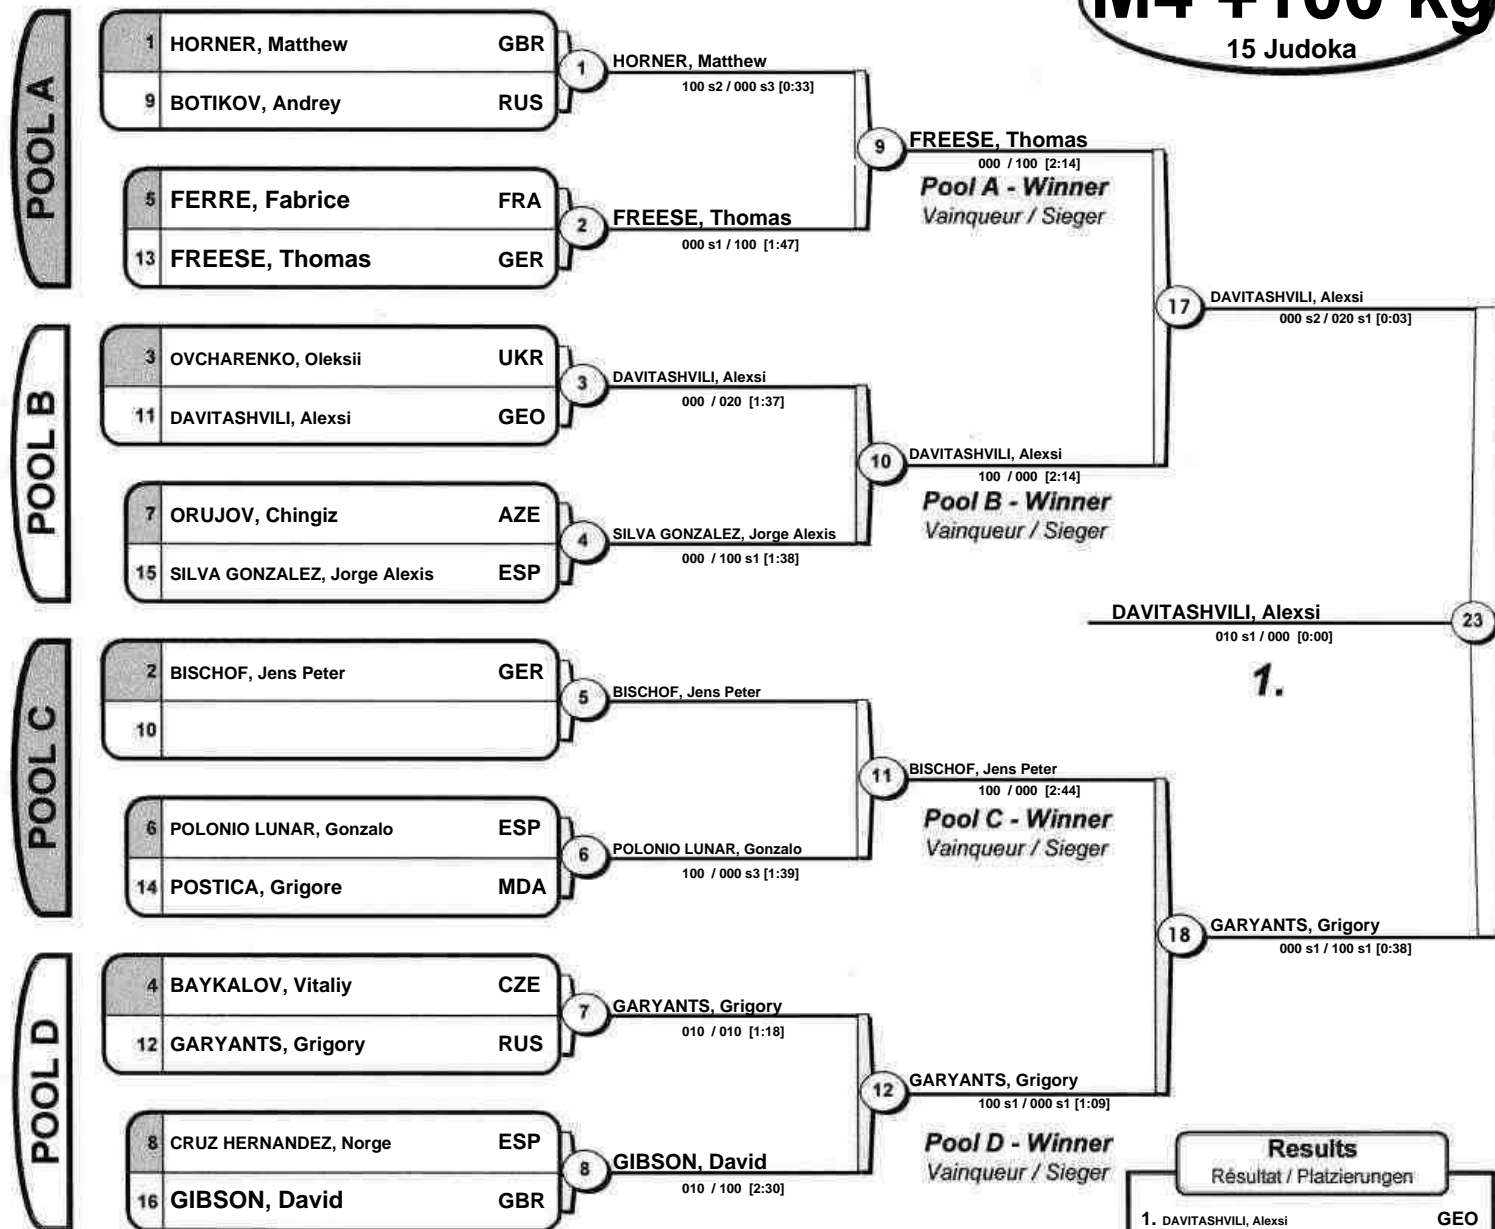 M4 +100 kg
15 Judoka
POOL A
1 HORNER, Matthew GBR
9 BOTIKOV, Andrey RUS
1
HORNER, Matthew
100 s2 / 000 s3 [0:33]
5 FERRE, Fabrice FRA
13 FREESE, Thomas GER
2
FREESE, Thomas
000 s1 / 100 [1:47]
9
FREESE, Thomas
000 / 100 [2:14]
Pool A - Winner
Vainqueur / Sieger
POOL B
3 OVCHARENKO, Oleksii UKR
11 DAVITASHVILI, Alexsi GEO
3
DAVITASHVILI, Alexsi
000 / 020 [1:37]
7 ORUJOV, Chingiz AZE
15 SILVA GONZALEZ, Jorge Alexis ESP
4
SILVA GONZALEZ, Jorge Alexis
000 / 100 s1 [1:38]
10
DAVITASHVILI, Alexsi
100 / 000 [2:14]
Pool B - Winner
Vainqueur / Sieger
17
DAVITASHVILI, Alexsi
000 s2 / 020 s1 [0:03]
DAVITASHVILI, Alexsi
23
010 s1 / 000 [0:00]
1.
POOL C
2 BISCHOF, Jens Peter GER
10
5
BISCHOF, Jens Peter
6 POLONIO LUNAR, Gonzalo ESP
14 POSTICA, Grigore MDA
6
POLONIO LUNAR, Gonzalo
100 / 000 s3 [1:39]
11
BISCHOF, Jens Peter
100 / 000 [2:44]
Pool C - Winner
Vainqueur / Sieger
18
GARYANTS, Grigory
000 s1 / 100 s1 [0:38]
POOL D
4 BAYKALOV, Vitaliy CZE
12 GARYANTS, Grigory RUS
7
GARYANTS, Grigory
010 / 010 [1:18]
8 CRUZ HERNANDEZ, Norge ESP
16 GIBSON, David GBR
8
GIBSON, David
010 / 100 [2:30]
12
GARYANTS, Grigory
100 s1 / 000 s1 [1:09]
Pool D - Winner
Vainqueur / Sieger
Results
Résultat / Platzierungen
1. DAVITASHVILI, Alexsi GEO